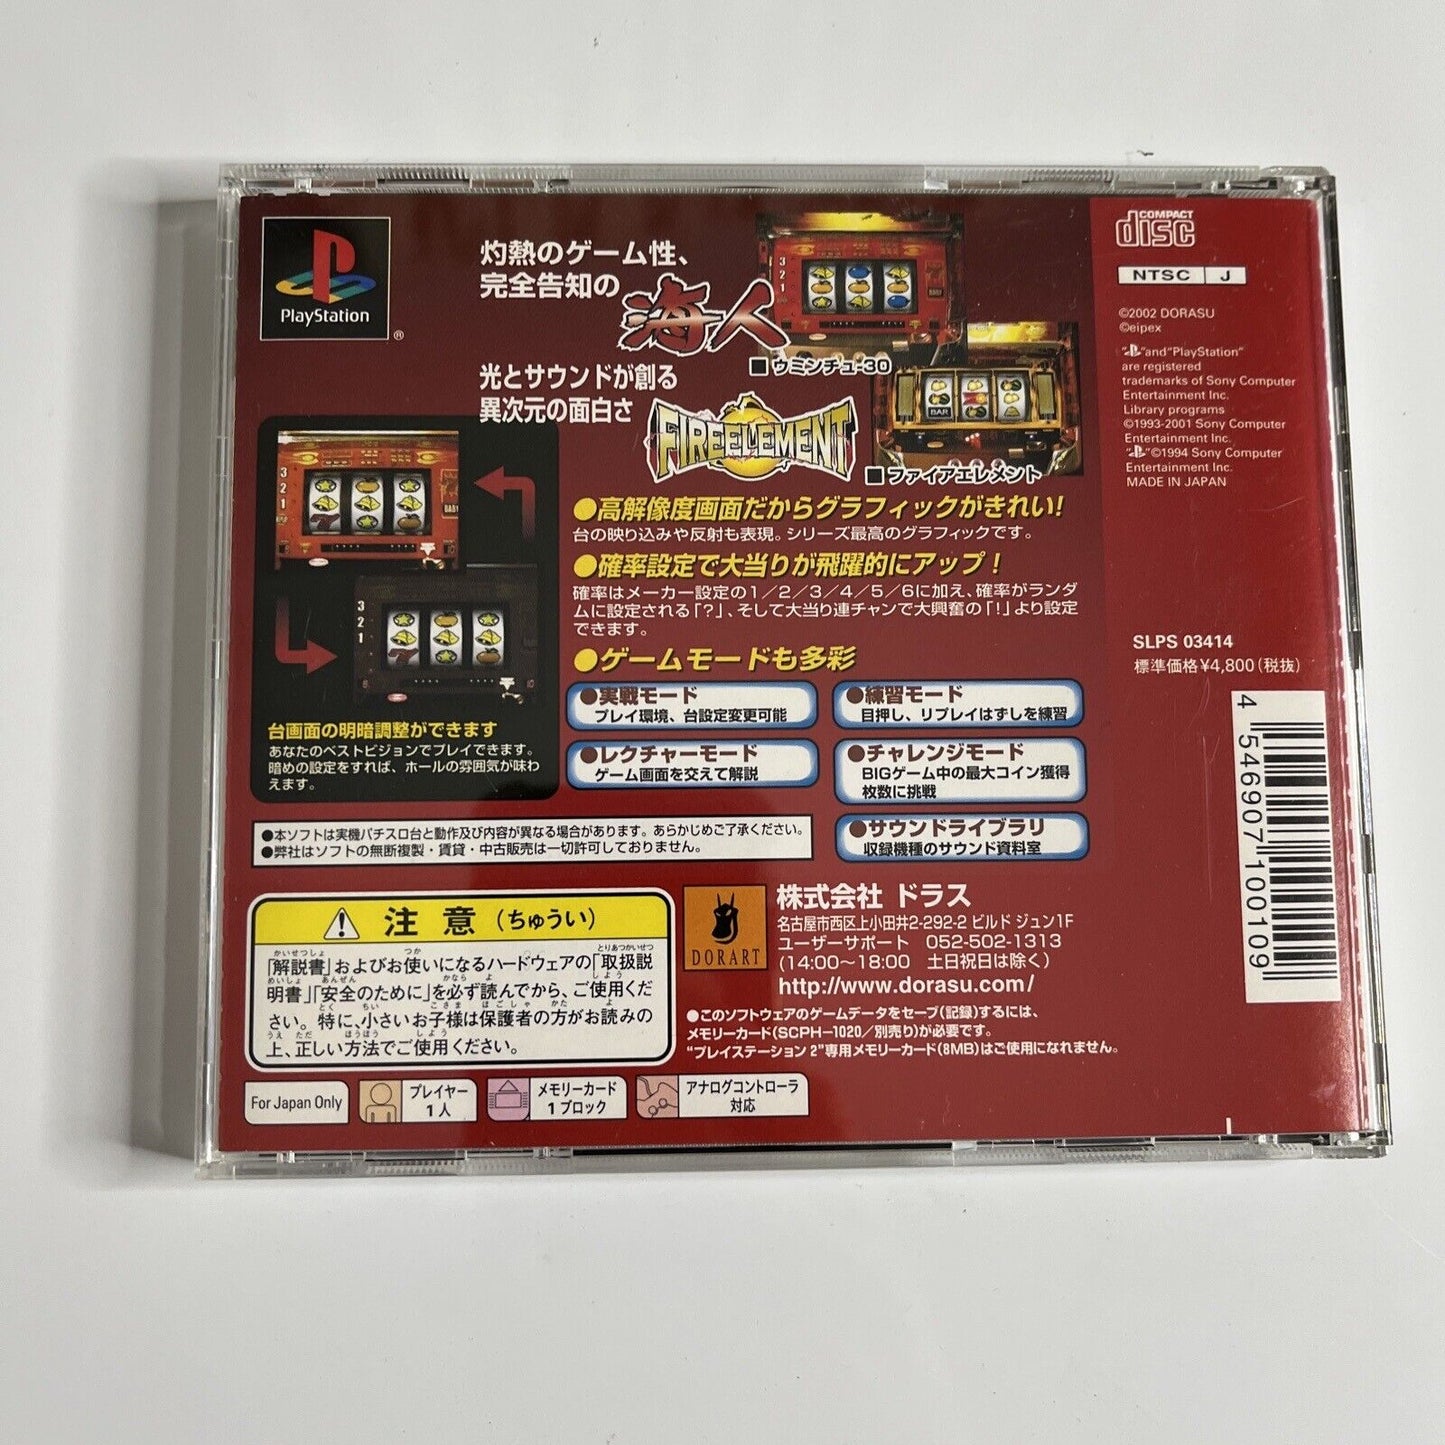 PlayStation
®
灼熱のゲーム性、
完全告知の
海人
■ウミンチュ-30
光とサウンドが創る
異次元の面白さ
FIREELEMENT
■ファイアエレメント
●高解像度画面だからグラフィックがきれい!
台の映り込みや反射も表現。シリーズ最高のグラフィックです。
●確率設定で大当りが飛躍的にアップ!
確率はメーカー設定の1/2/3/4/5/6に加え、確率がランダ
ムに設定される「?」、そして大当り連チャンで大興奮の「!」より設定
できます。
●ゲームモードも多彩
●実戦モード
プレイ環境、台設定変更可能
●練習モード
目押し、リプレイはずしを練習
●レクチャーモード
ゲーム画面を交えて解説
●チャレンジモード
BIGゲーム中の最大コイン獲得
枚数に挑戦
●サウンドライブラリ
収録機種のサウンド資料室
台画面の明暗調整ができます
あなたのベストビジョンでプレイできます。
暗めの設定をすれば、ホールの雰囲気が味わ
えます。
●本ソフトは実機パチスロ台と動作及び内容が異なる場合があります。あらかじめご了承ください。
●弊社はソフトの無断複製・賃貸・中古販売は一切許可しておりません。
注 意 (ちゅうい)
「解説書」およびお使いになるハードウェアの「取扱説
明書」「安全のために」を必ず読んでから、ご使用くだ
さい。特に、小さいお子様は保護者の方がお読みの
上、正しい方法でご使用ください。
DORART
株式会社 ドラス
名古屋市西区上小田井2-292-2 ビルド ジュン1F
ユーザーサポート 052-502-1313
(14:00〜18:00 土日祝日は除く)
http://www.dorasu.com/
●このソフトウェアのゲームデータをセーブ(記録)するには、
メモリーカード(SCPH-1020/別売り)が必要です。
"プレイステーション 2"専用メモリーカード(8MB)はご使用になれません。
For Japan Only
プレイヤー
1人
メモリーカード
1ブロック
アナログコントローラ
対応
COMPACT
disc
NTSC J
©2002 DORASU
©eipex
" "and"PlayStation"
are registered
trademarks of Sony Computer
Entertainment Inc.
Library programs
©1993-2001 Sony Computer
Entertainment Inc.
" "©1994 Sony Computer
Entertainment Inc.
MADE IN JAPAN
SLPS 03414
標準価格¥4,800(税抜)
4 546907 100109